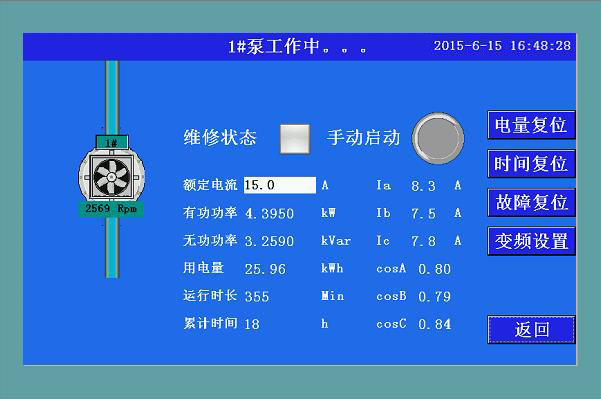 1#泵工作中。。。 2015-6-15 16:48:28
维修状态 手动启动
1#
2569 Rpm
额定电流 15.0 A Ia 8.3 A
有功功率 4.3950 kW Ib 7.5 A
无功功率 3.2590 kVar Ic 7.8 A
用电量 25.96 kWh cosA 0.80
运行时长 355 Min cosB 0.79
累计时间 18 h cosC 0.84
电量复位
时间复位
故障复位
变频设置
返回